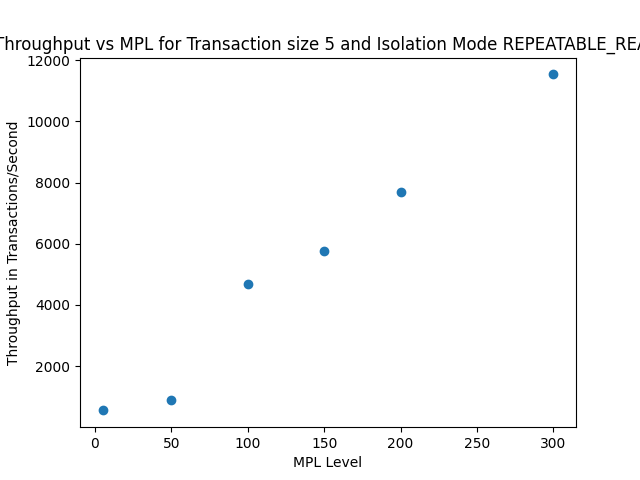 Throughput vs MPL for Transaction size 5 and Isolation Mode REPEATABLE_REA
12000
10000
8000
6000
4000
2000
Throughput in Transactions/Second
0 50 100 150 200 250 300
MPL Level